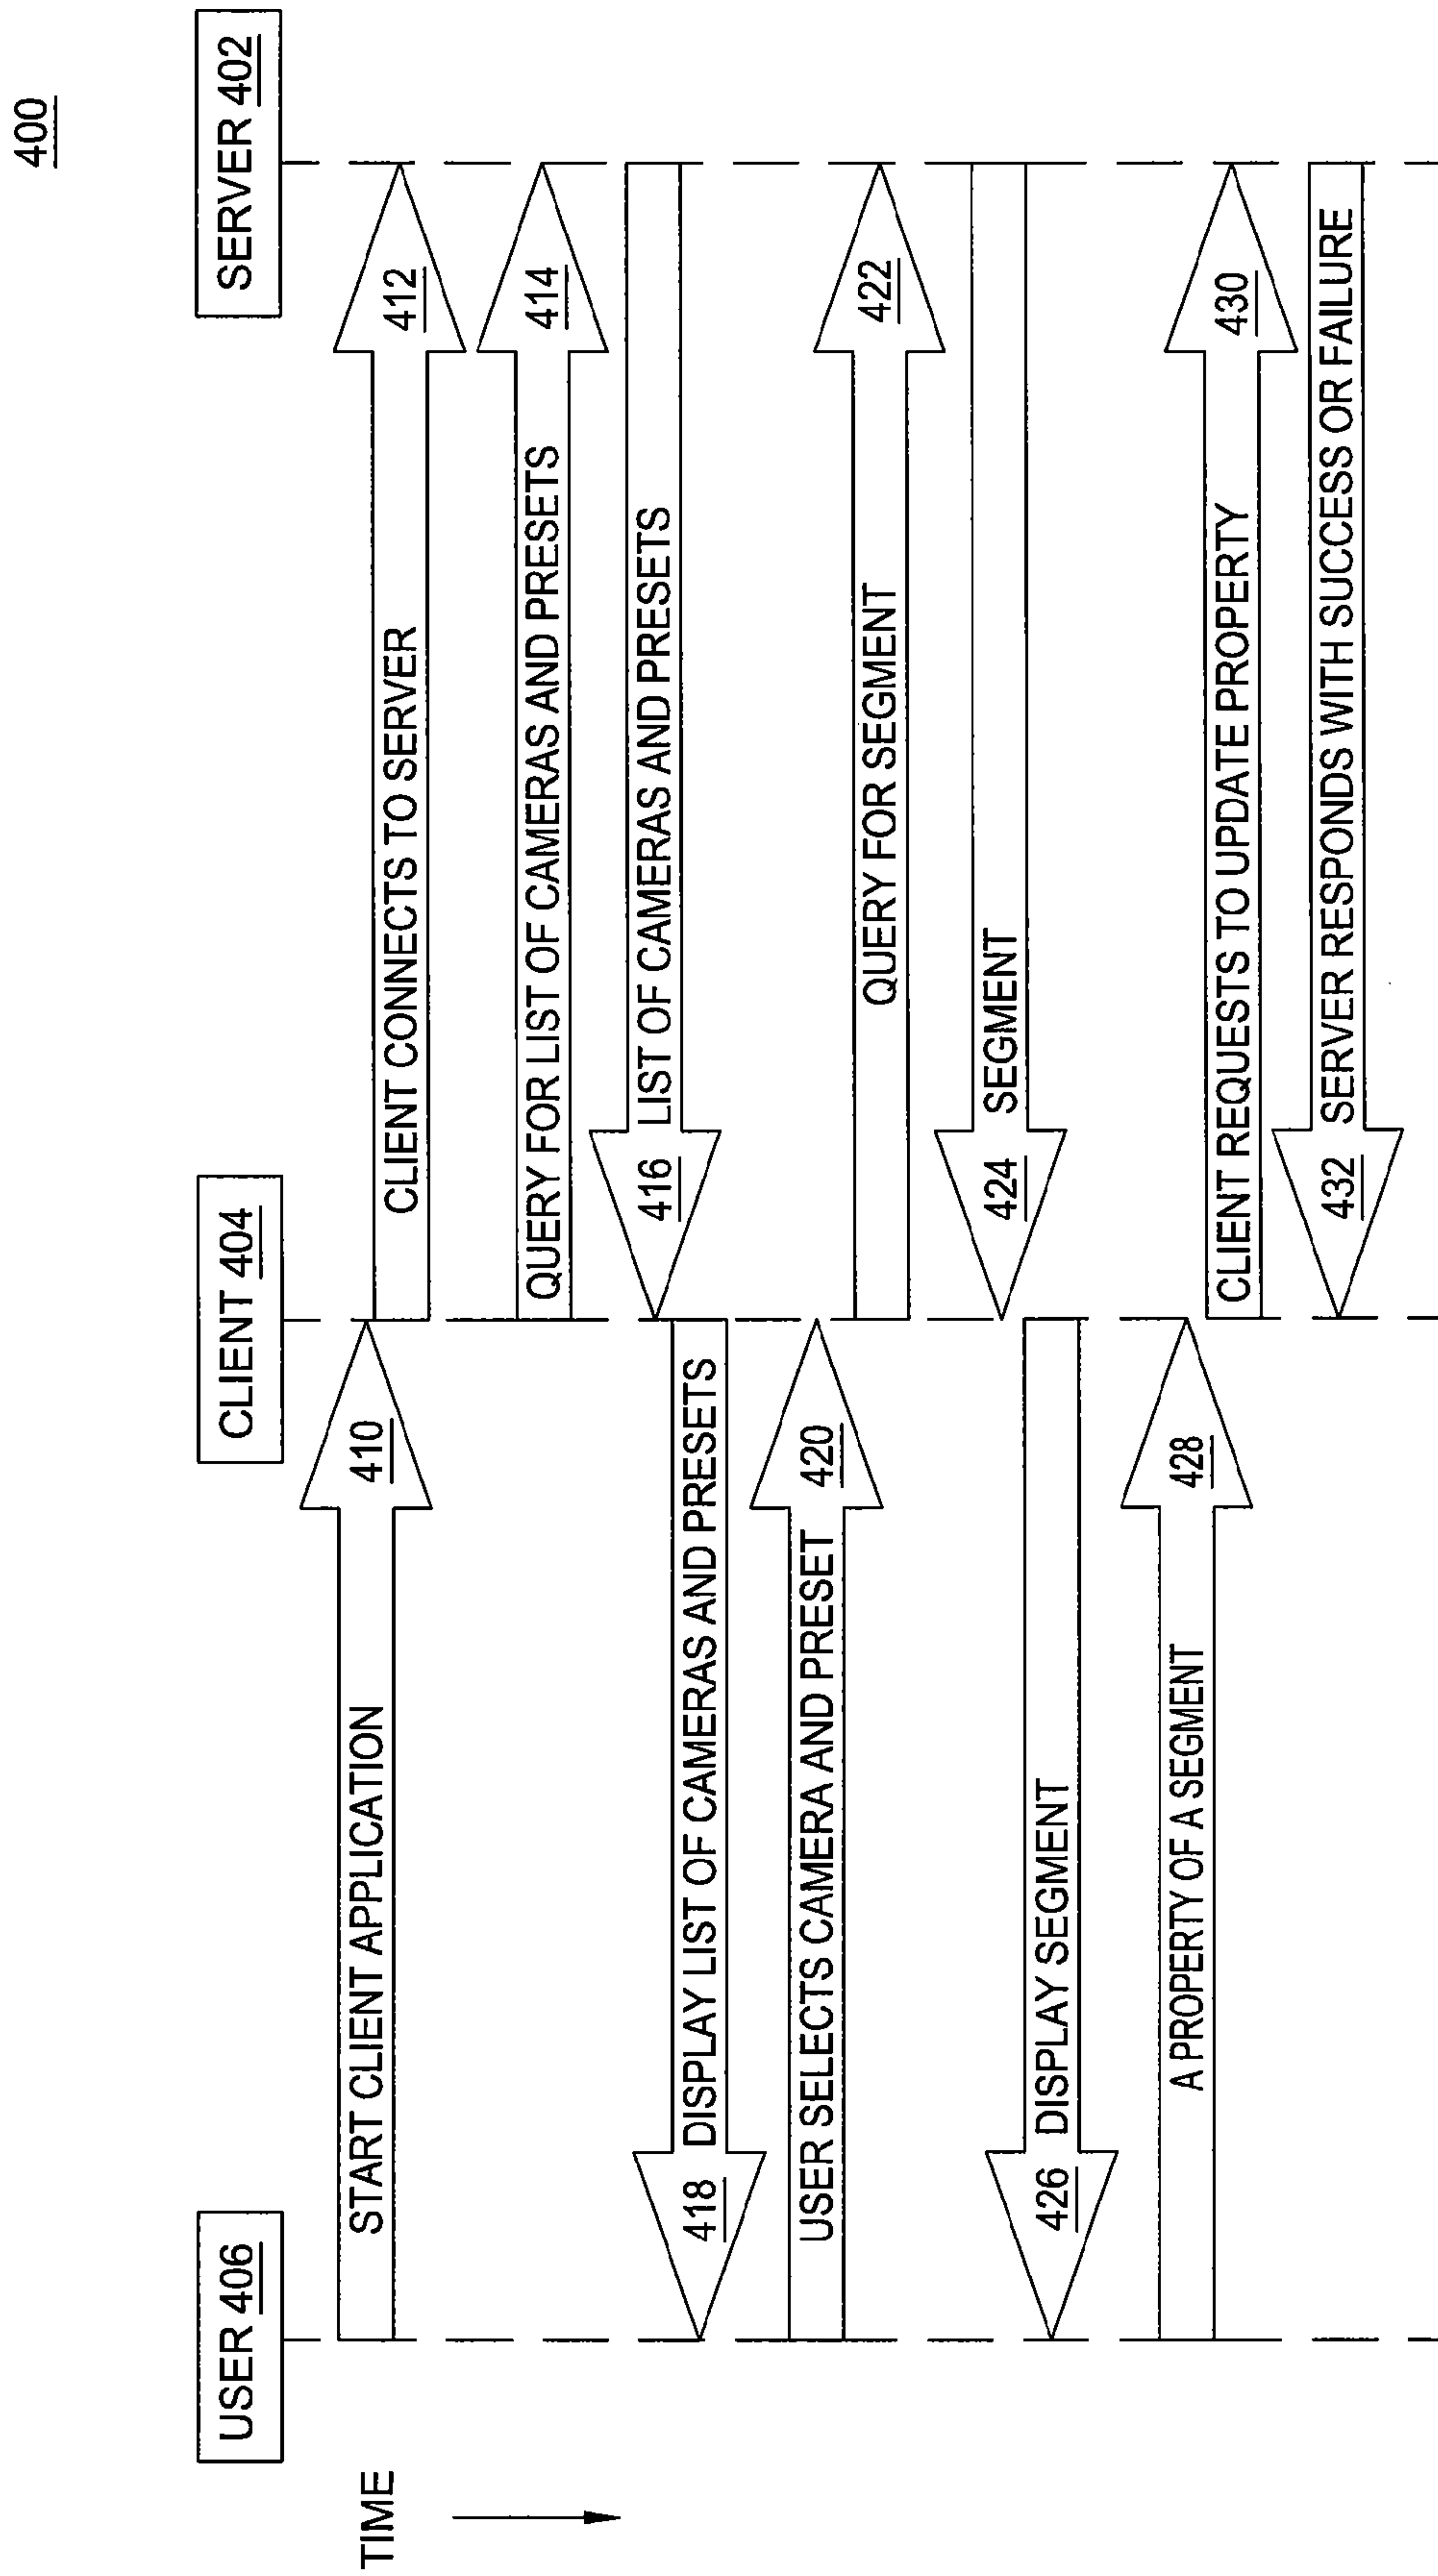 400
USER 406
CLIENT 404
SERVER 402
TIME
START CLIENT APPLICATION
410
CLIENT CONNECTS TO SERVER
412
QUERY FOR LIST OF CAMERAS AND PRESETS
414
416
LIST OF CAMERAS AND PRESETS
418
DISPLAY LIST OF CAMERAS AND PRESETS
USER SELECTS CAMERA AND PRESET
420
QUERY FOR SEGMENT
422
424
SEGMENT
426
DISPLAY SEGMENT
A PROPERTY OF A SEGMENT
428
CLIENT REQUESTS TO UPDATE PROPERTY
430
432
SERVER RESPONDS WITH SUCCESS OR FAILURE